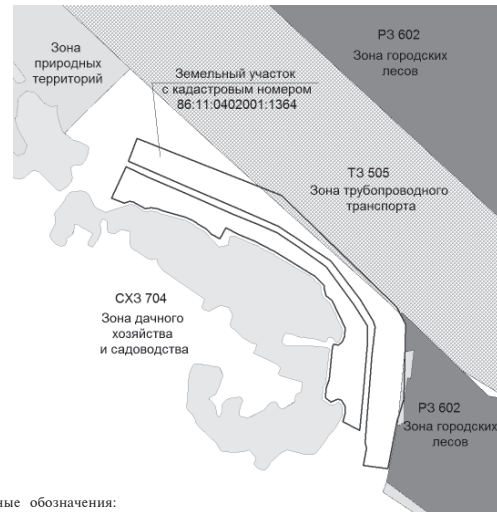 РЗ 602
Зона городских
лесов
Зона
природных
территорий
Земельный участок
с кадастровым номером
86:11:0402001:1364
ТЗ 505
Зона трубопроводного
транспорта
СХЗ 704
Зона дачного
хозяйства
и садоводства
РЗ 602
Зона городских
лесов
ные обозначения: